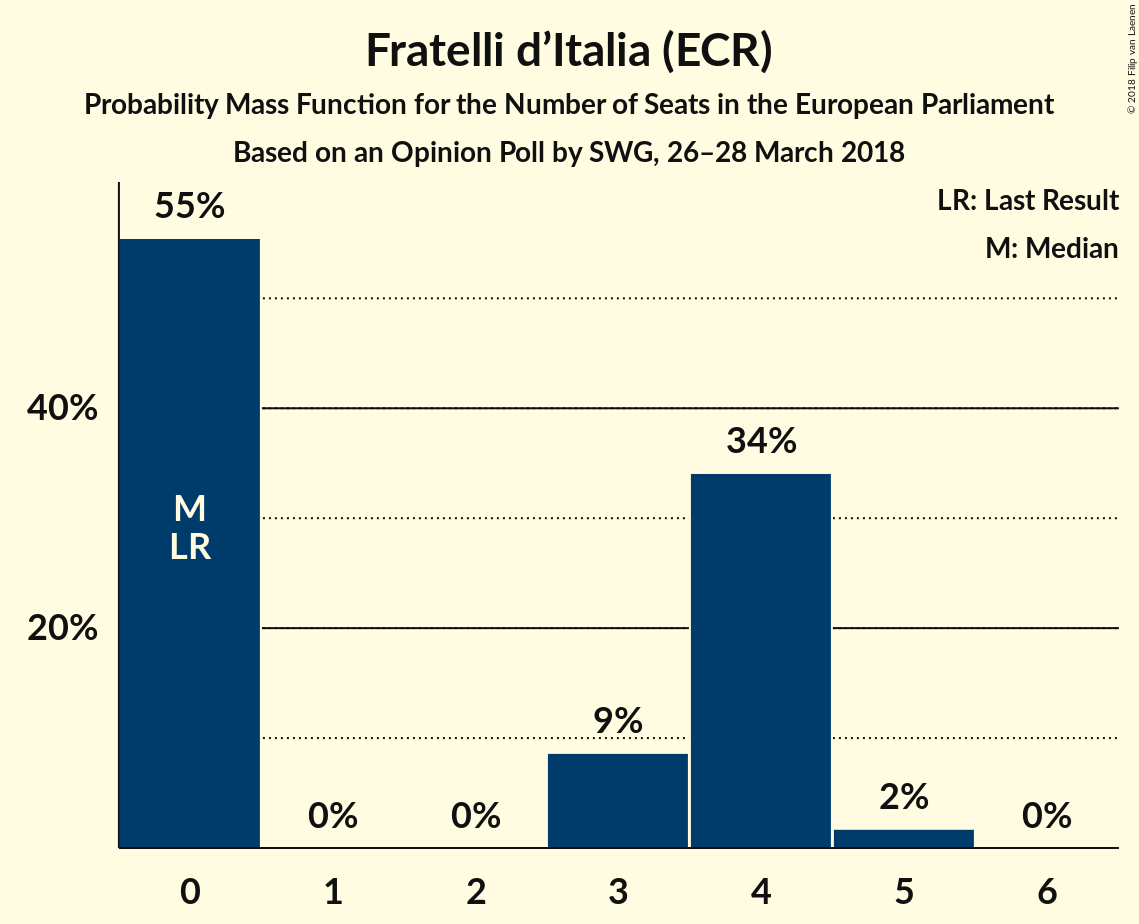 Fratelli d’Italia (ECR)
Probability Mass Function for the Number of Seats in the European Parliament
Based on an Opinion Poll by SWG, 26–28 March 2018
© 2018 Filip van Laenen
LR: Last Result
M: Median
55%
40%
34%
M
LR
20%
9%
2%
0%
0%
0%
0 1 2 3 4 5 6